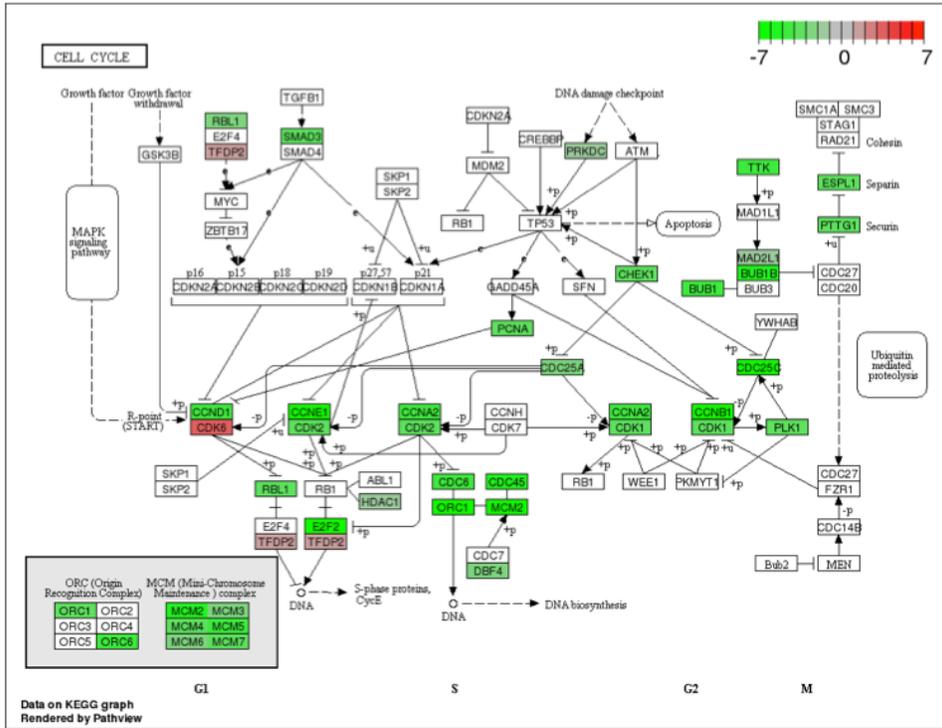 CELL CYCLE
-7 0 7
Growth factor
Growth factor
withdrawal
TGFB1
DNA damage checkpoint
SMC1A SMC3
STAG1
RAD21
Cohesin
RBL1
E2F4
TFDP2
SMAD3
SMAD4
CDKN2A
CREBBP
PRKDC
ATM
GSK3B
MDM2
TTK
ESPL1
Separin
SKP1
SKP2
+p
MYC
RB1
TP53
Apoptosis
MAD1L1
PTTG1
Securin
ZBTB17
MAPK
signaling
pathway
e
e
e
e
e
e
e
+u
+u
+p
+p
+p
+p
+p
+u
MAD2L1
BUB1B
BUB3
BUB1
CDC27
CDC20
p16 p15 p18 p19 p27,57 p21
CDKN2A CDKN2B CDKN2C CDKN2D CDKN1B CDKN1A
GADD45A
SFN
CHEK1
+p
PCNA
YWHAB
+p
+p
CDC25A
CDC25C
Ubiquitin
mediated
proteolysis
R-point
(START)
+p
CCND1
CDK6
-p
+u
CCNE1
CDK2
-p
CCNA2
CDK2
-p
CCNH
CDK7
-p
CCNA2
CDK1
-p
CCNB1
CDK1
+p
+p
PLK1
SKP1
SKP2
+p
+p
+p
+p
+p
+p
+p
+p
+u
+p
RBL1
RB1
ABL1
HDAC1
CDC6
CDC45
RB1
WEE1
PKMYT1
CDC27
FZR1
ORC1
MCM2
-p
E2F4
TFDP2
E2F2
TFDP2
+p
+p
CDC14B
CDC7
DBF4
Bub2
MEN
DNA
S-phase proteins,
CycE
DNA
DNA biosynthesis
ORC (Origin
Recognition Complex)
MCM (Mini-Chromosome
Maintenance ) complex
ORC1 ORC2 MCM2 MCM3
ORC3 ORC4 MCM4 MCM5
ORC5 ORC6 MCM6 MCM7
G1 S G2 M
Data on KEGG graph
Rendered by Pathview